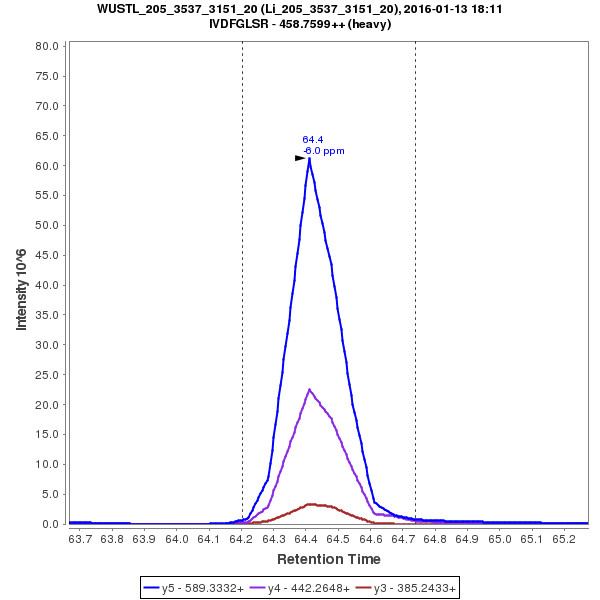 WUSTL_205_3537_3151_20 (Li_205_3537_3151_20), 2016-01-13 18:11
IVDFGLSR - 458.7599++ (heavy)
80.0
75.0
70.0
65.0
60.0
55.0
50.0
45.0
40.0
35.0
30.0
25.0
20.0
15.0
10.0
5.0
0.0
Intensity 10^6
64.4
-6.0 ppm
63.7 63.8 63.9 64.0 64.1 64.2 64.3 64.4 64.5 64.6 64.7 64.8 64.9 65.0 65.1 65.2
Retention Time
y5 - 589.3332+ y4 - 442.2648+ y3 - 385.2433+